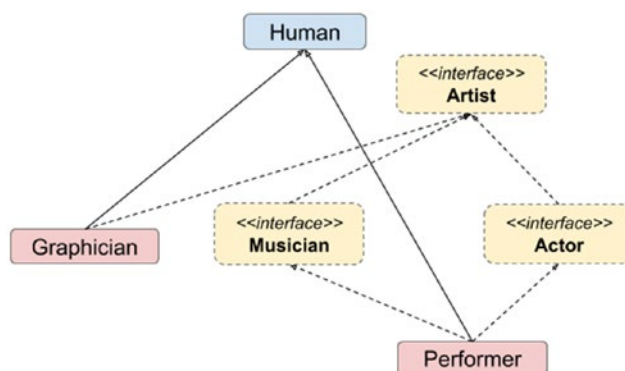 Human
<<interface>>
Artist
<<interface>>
Musician
<<interface>>
Actor
Graphician
Performer